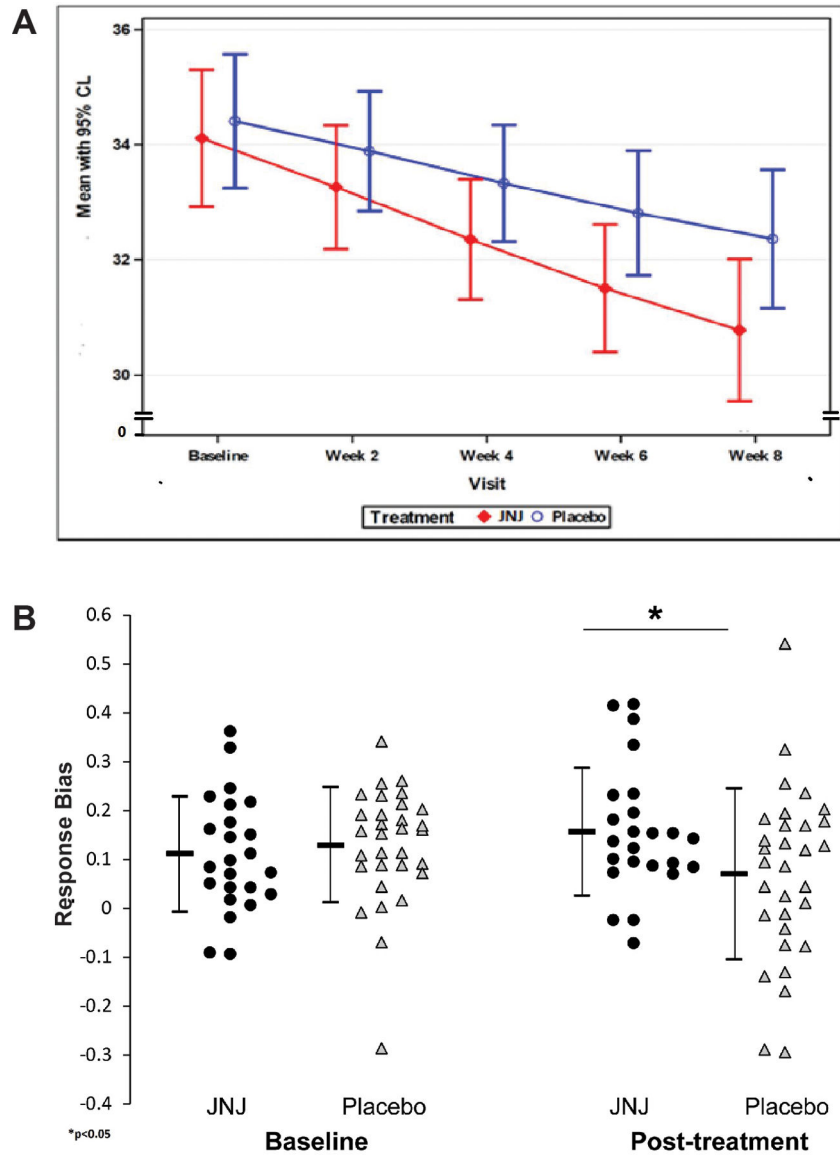 A
Mean with 95% CL
36
34
32
30
0
Baseline Week 2 Week 4 Week 6 Week 8
Visit
Treatment JNJ Placebo
B
Response Bias
0.6
0.5
0.4
0.3
0.2
0.1
0
-0.1
-0.2
-0.3
-0.4
*
JNJ Placebo JNJ Placebo
*p<0.05
Baseline Post-treatment